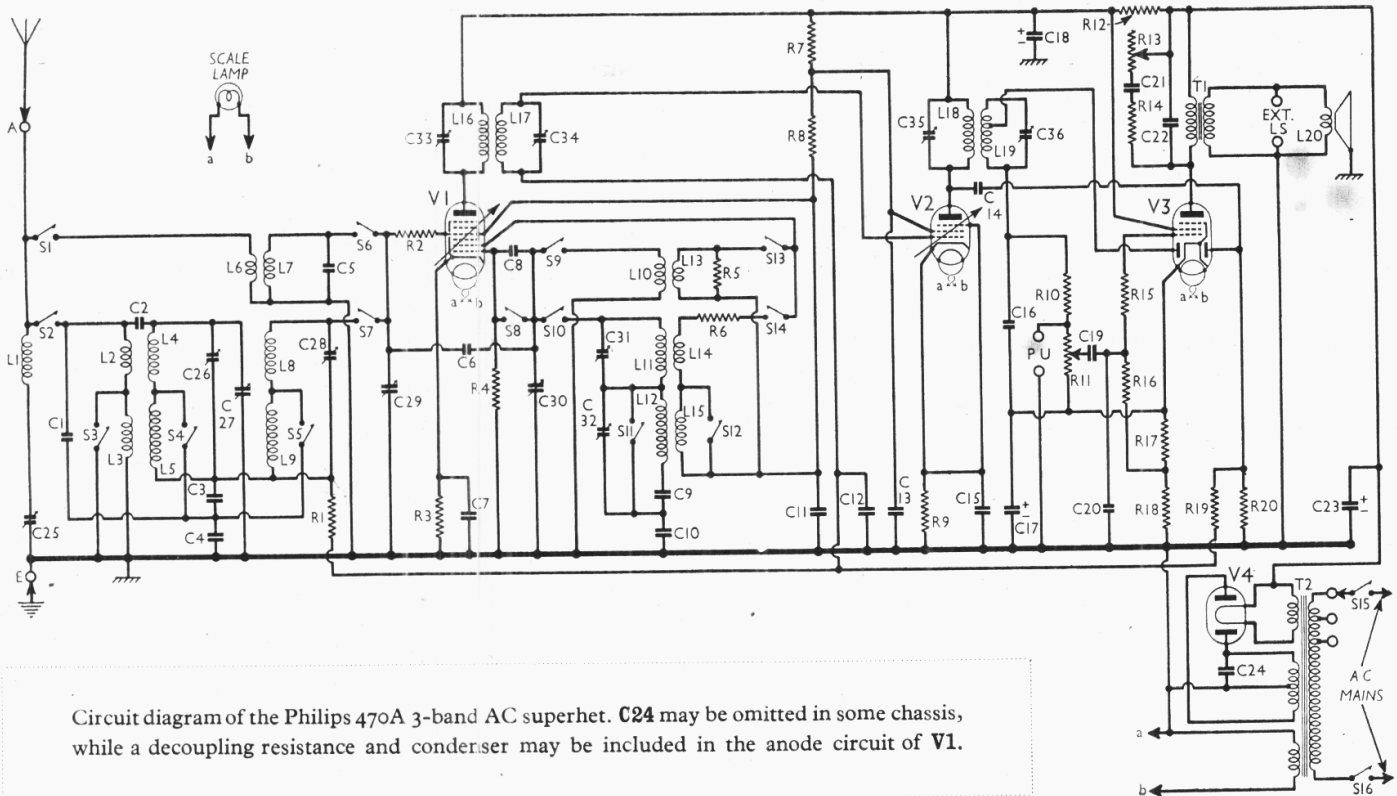 SCALE
LAMP
a b
A
S1
S2
L1
C25
E
C1
C2
L2
L3
S3
L4
L5
S4
C26
C27
C3
C4
L6
L7
C5
L8
L9
S5
C28
S6
S7
R1
R2
C29
C6
C33
L16
L17
C34
V1
a b
R3
C7
R4
C8
S8
S9
S10
C30
C31
C32
S11
L10
L11
L12
L13
L14
L15
R5
R6
S12
S13
S14
C9
C10
R7
R8
C11
C12
C13
C35
L18
L19
C36
V2
a b
C14
R9
C15
C16
C17
C18
PU
R10
R11
C19
C20
R12
R13
C21
R14
C22
T1
EXT.
LS
L20
V3
a b
R15
R16
R17
R18
R19
R20
C23
V4
T2
C24
S15
AC
MAINS
S16
a
b
Circuit diagram of the Philips 470A 3-band AC superhet. C24 may be omitted in some chassis,
while a decoupling resistance and condenser may be included in the anode circuit of V1.